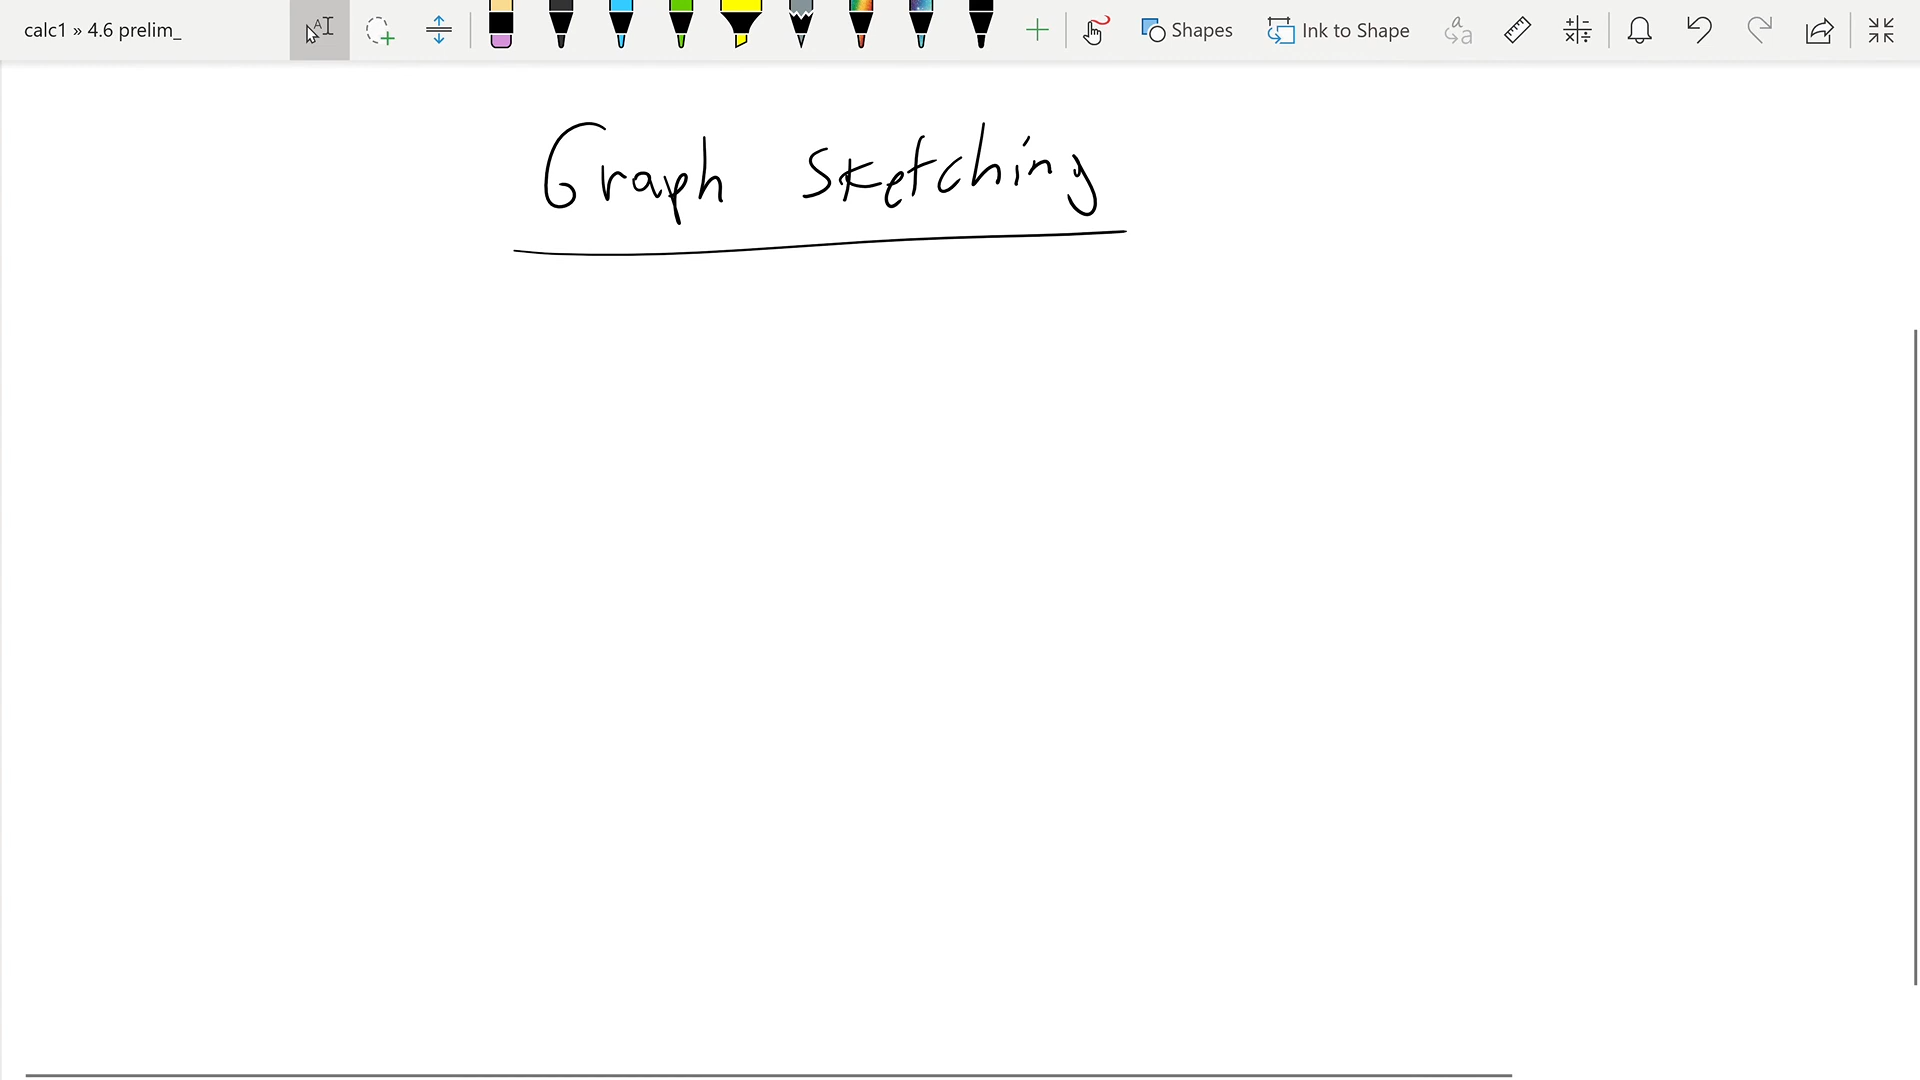 calc1 » 4.6 prelim_
Shapes
Ink to Shape
Graph Sketching